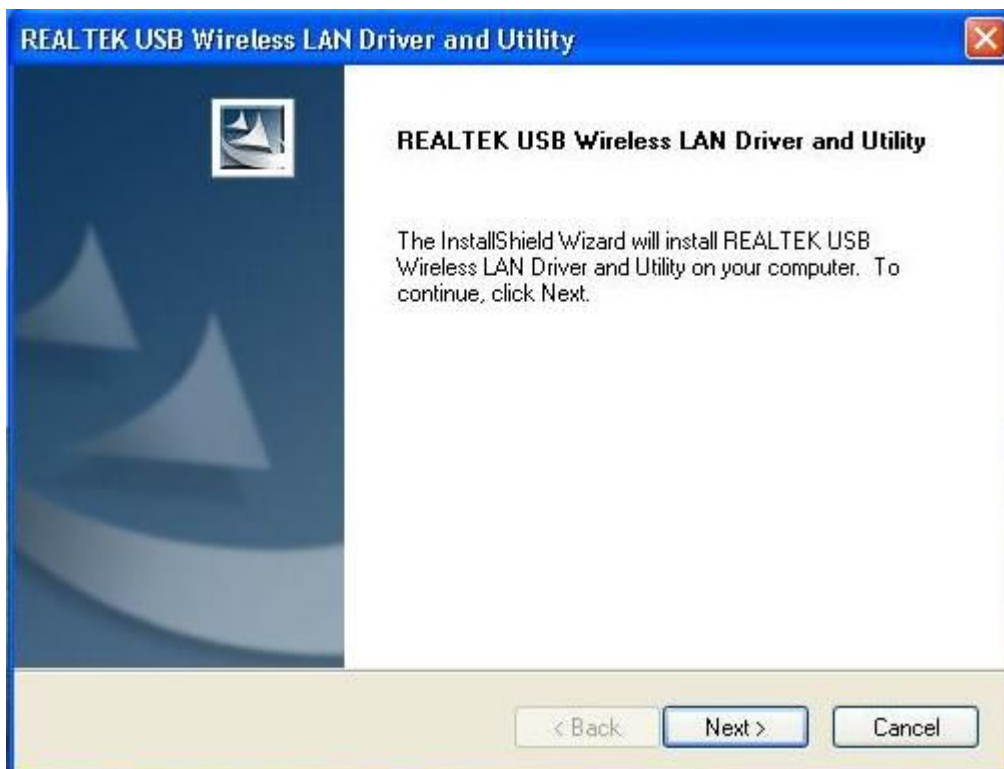 REALTEK USB Wireless LAN Driver and Utility
REALTEK USB Wireless LAN Driver and Utility
The InstallShield Wizard will install REALTEK USB
Wireless LAN Driver and Utility on your computer. To
continue, click Next.
< Back
Next >
Cancel